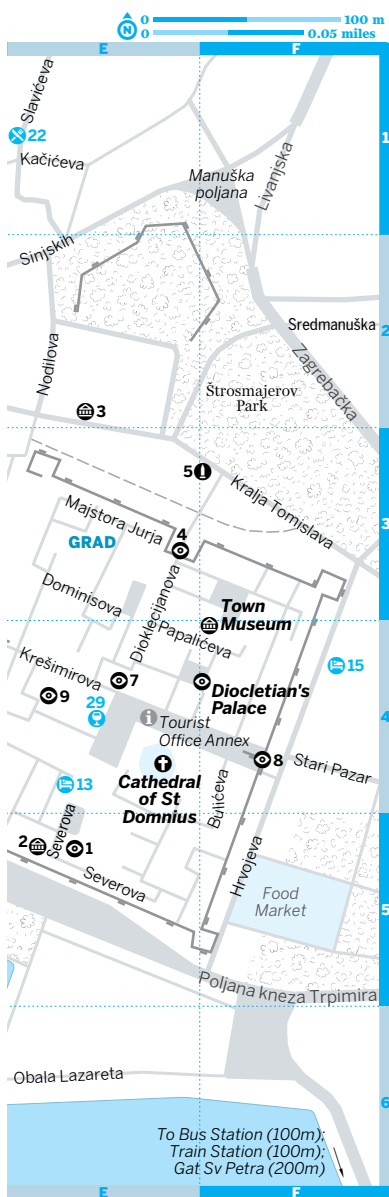 0 100 m
N
0 0.05 miles
E F
1
Slavićeva
22
Kačićeva
Manuška
poljana
Livanjska
Sinjskih
2
Sredmanuška
Zagrebačka
Nodilova
Štrosmajerov
Park
3
5
Kralja Tomislava
3
Majstora Jurja
4
GRAD
Dioklecijanova
Dominisova
Town
Museum
Papalićeva
15
Krešimirova
7
Diocletian's
Palace
9
29
4
i Tourist
Office Annex
8
Stari Pazar
Cathedral
of St
Domnius
13
Bulićeva
Severova
2
1
Hrvojeva
Severova
Food
Market
5
Poljana kneza Trpimira
Obala Lazareta
6
To Bus Station (100m);
Train Station (100m);
Gat Sv Petra (200m)
E F